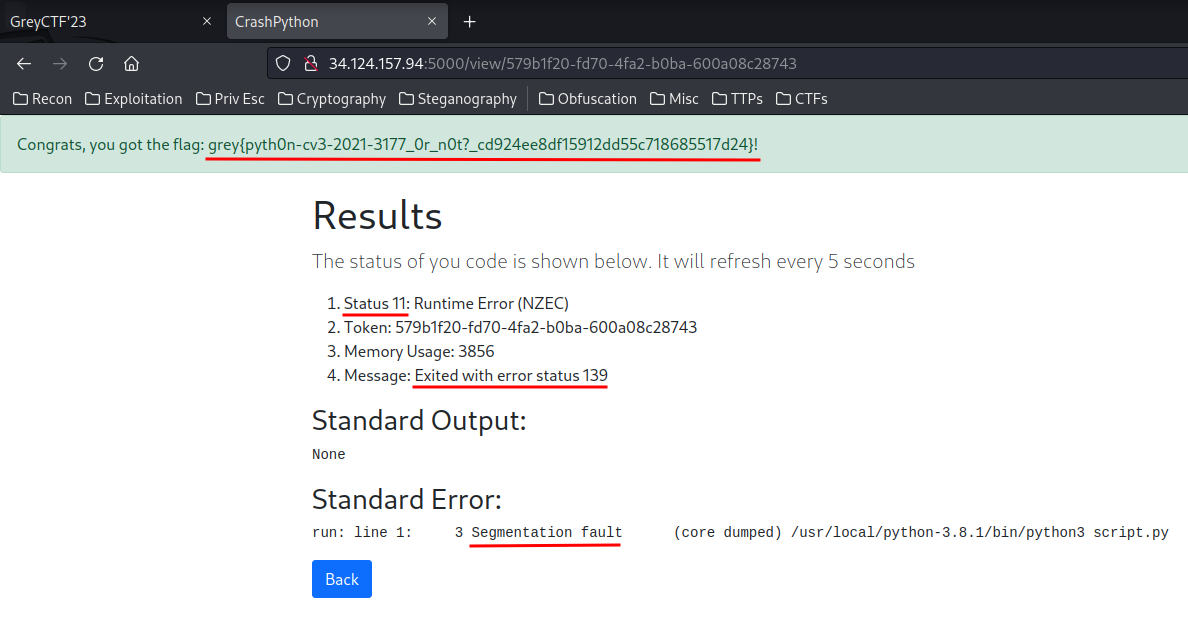 GreyCTF'23
CrashPython
34.124.157.94:5000/view/579b1f20-fd70-4fa2-b0ba-600a08c28743
Recon Exploitation Priv Esc Cryptography Steganography Obfuscation Misc TTPs CTFs
Congrats, you got the flag: grey{pyth0n-cv3-2021-3177_0r_n0t?_cd924ee8df15912dd55c718685517d24}!
Results
The status of you code is shown below. It will refresh every 5 seconds
1. Status 11: Runtime Error (NZEC)
2. Token: 579b1f20-fd70-4fa2-b0ba-600a08c28743
3. Memory Usage: 3856
4. Message: Exited with error status 139
Standard Output:
None
Standard Error:
run: line 1: 3 Segmentation fault (core dumped) /usr/local/python-3.8.1/bin/python3 script.py
Back